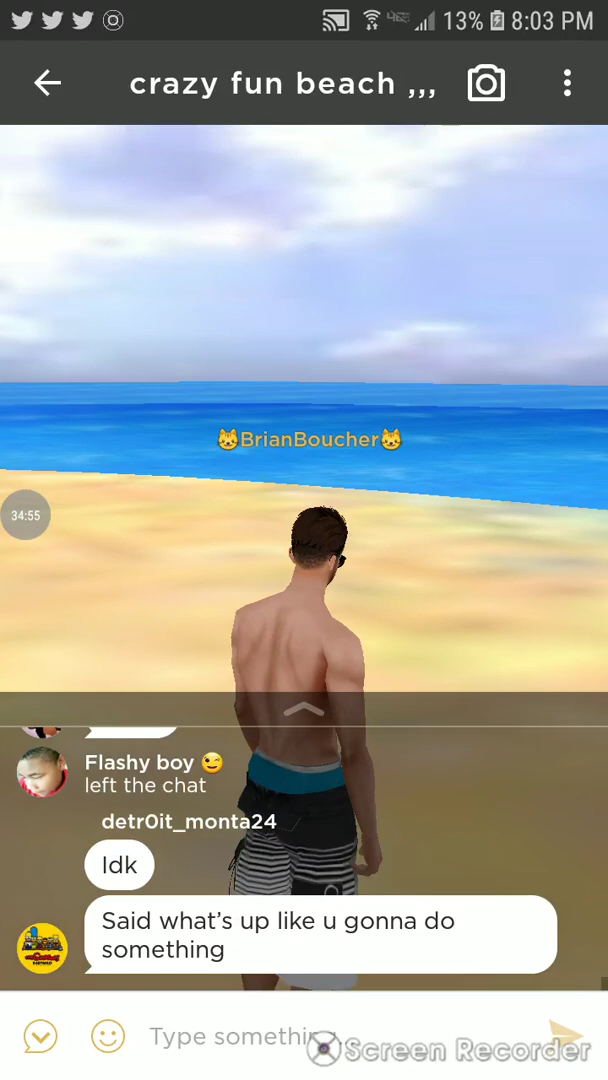 13% 8:03 PM
crazy fun beach ,,,
🐱BrianBoucher🐱
34:55
Flashy boy 😉
left the chat
detr0it_monta24
Idk
Said what's up like u gonna do
something
Type somethin
Screen Recorder